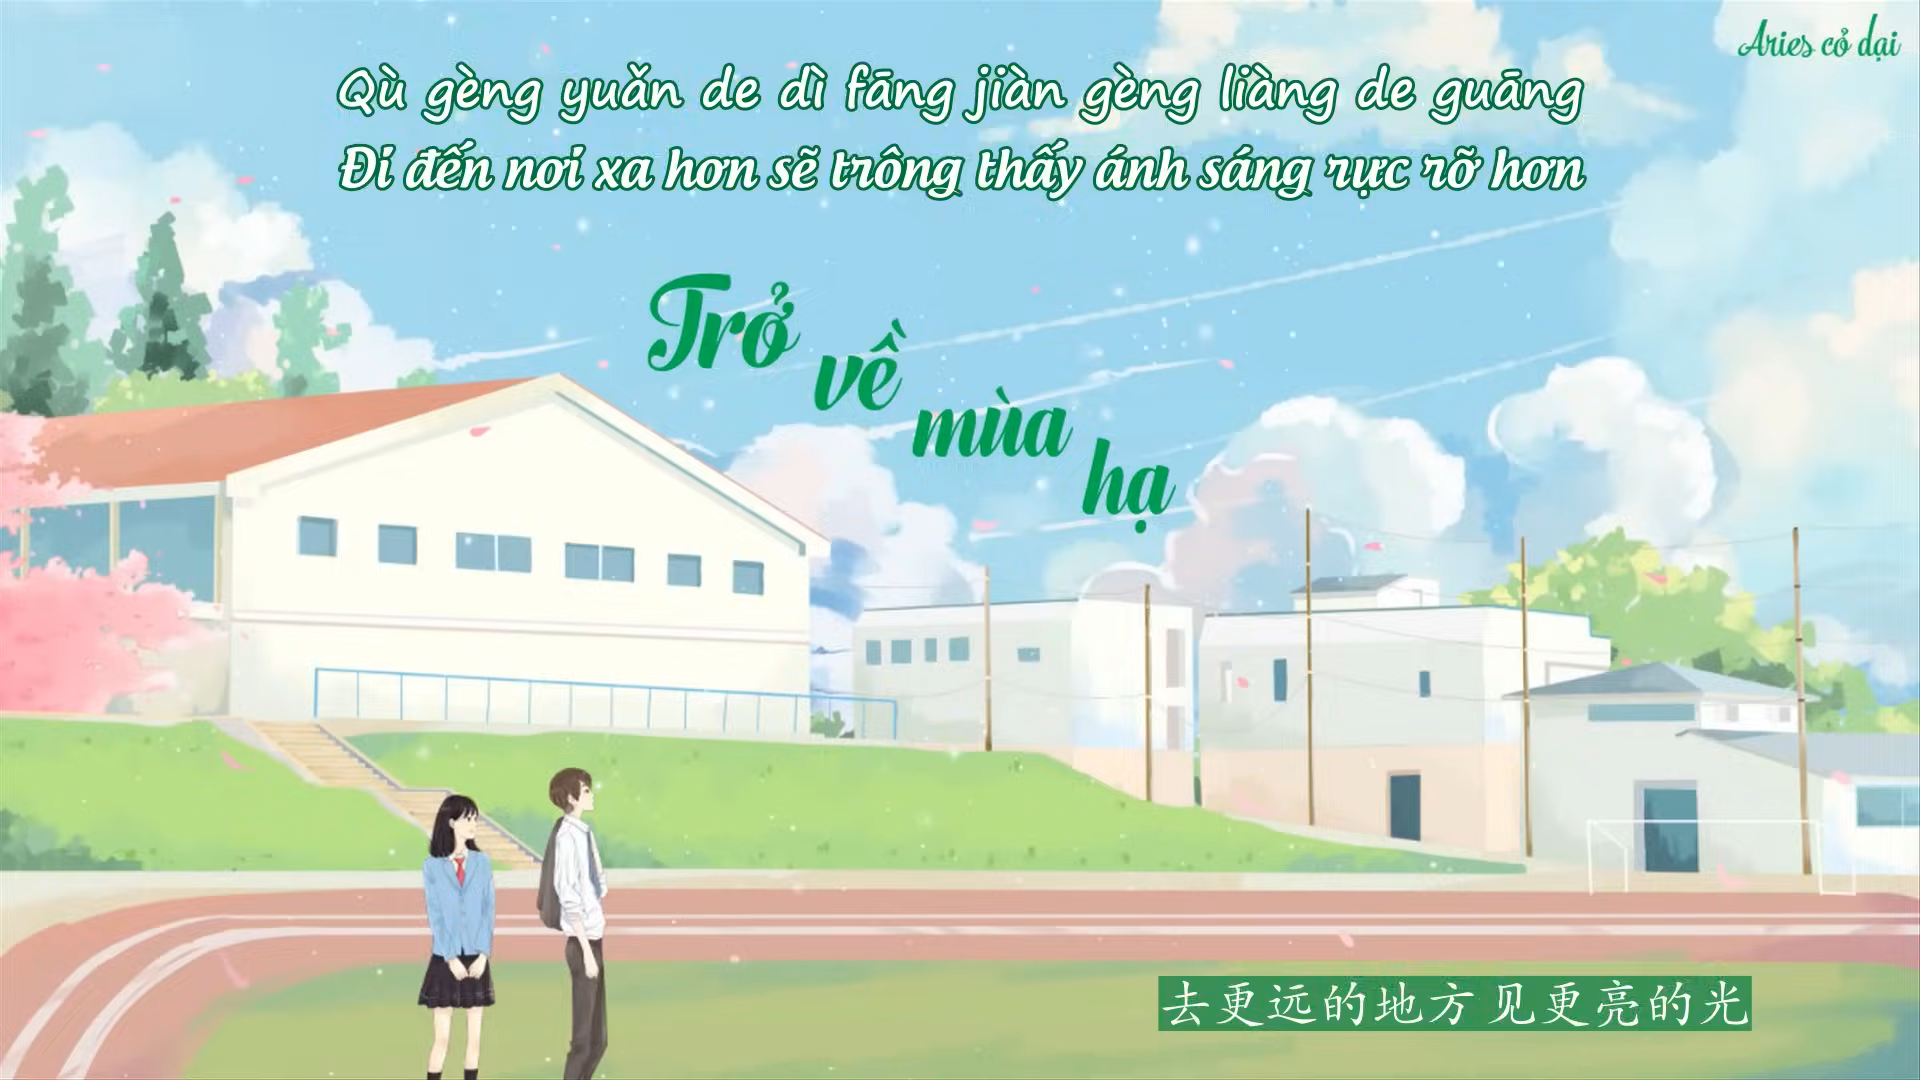 Aries cỏ dại
Qù gèng yuǎn de dì fāng jiàn gèng liàng de guāng
Đi đến nơi xa hơn sẽ trông thấy ánh sáng rực rỡ hơn
Trở về mùa hạ
去更远的地方 见更亮的光